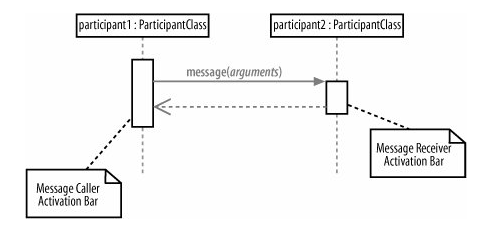 participant1 : ParticipantClass
participant2 : ParticipantClass
message(arguments)
Message Receiver
Activation Bar
Message Caller
Activation Bar